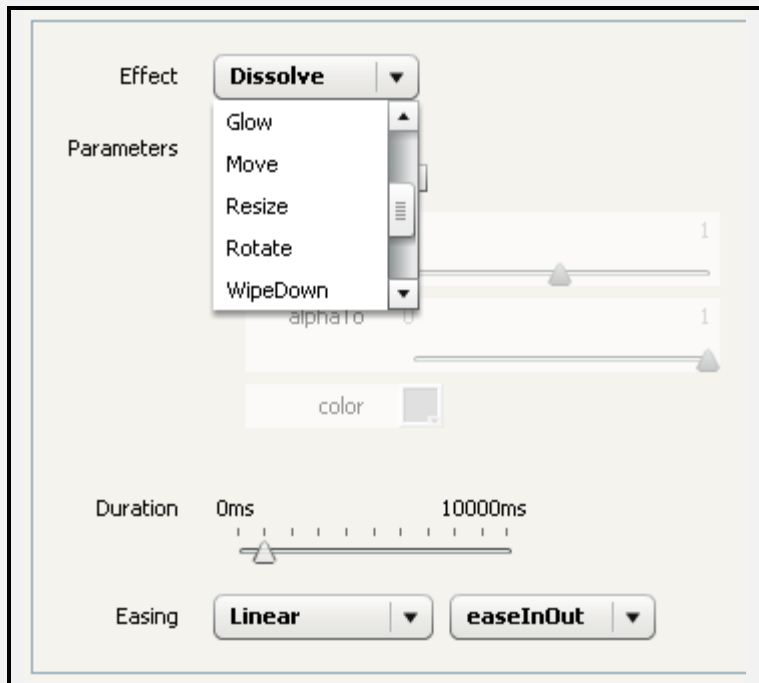 Effect Dissolve
Glow
Parameters Move
Resize
1
Rotate
WipeDown
alphaTo 0 1
color
Duration 0ms 10000ms
Easing Linear easeInOut